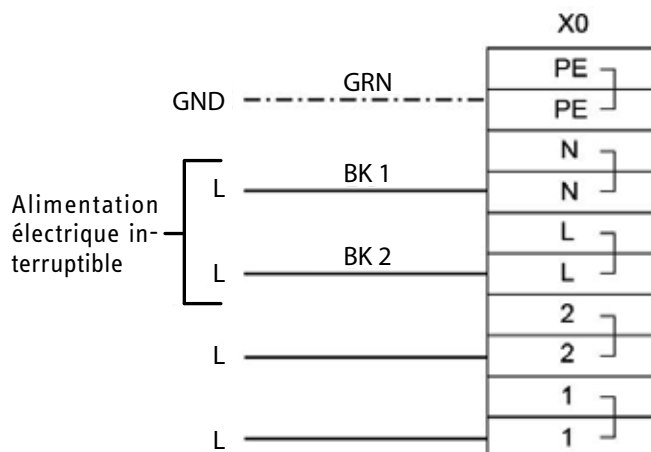 X0
PE
GND GRN PE
N
L BK 1 N
Alimentation
électrique in-
terruptible
L
L BK 2 L
2
L 2
1
L 1